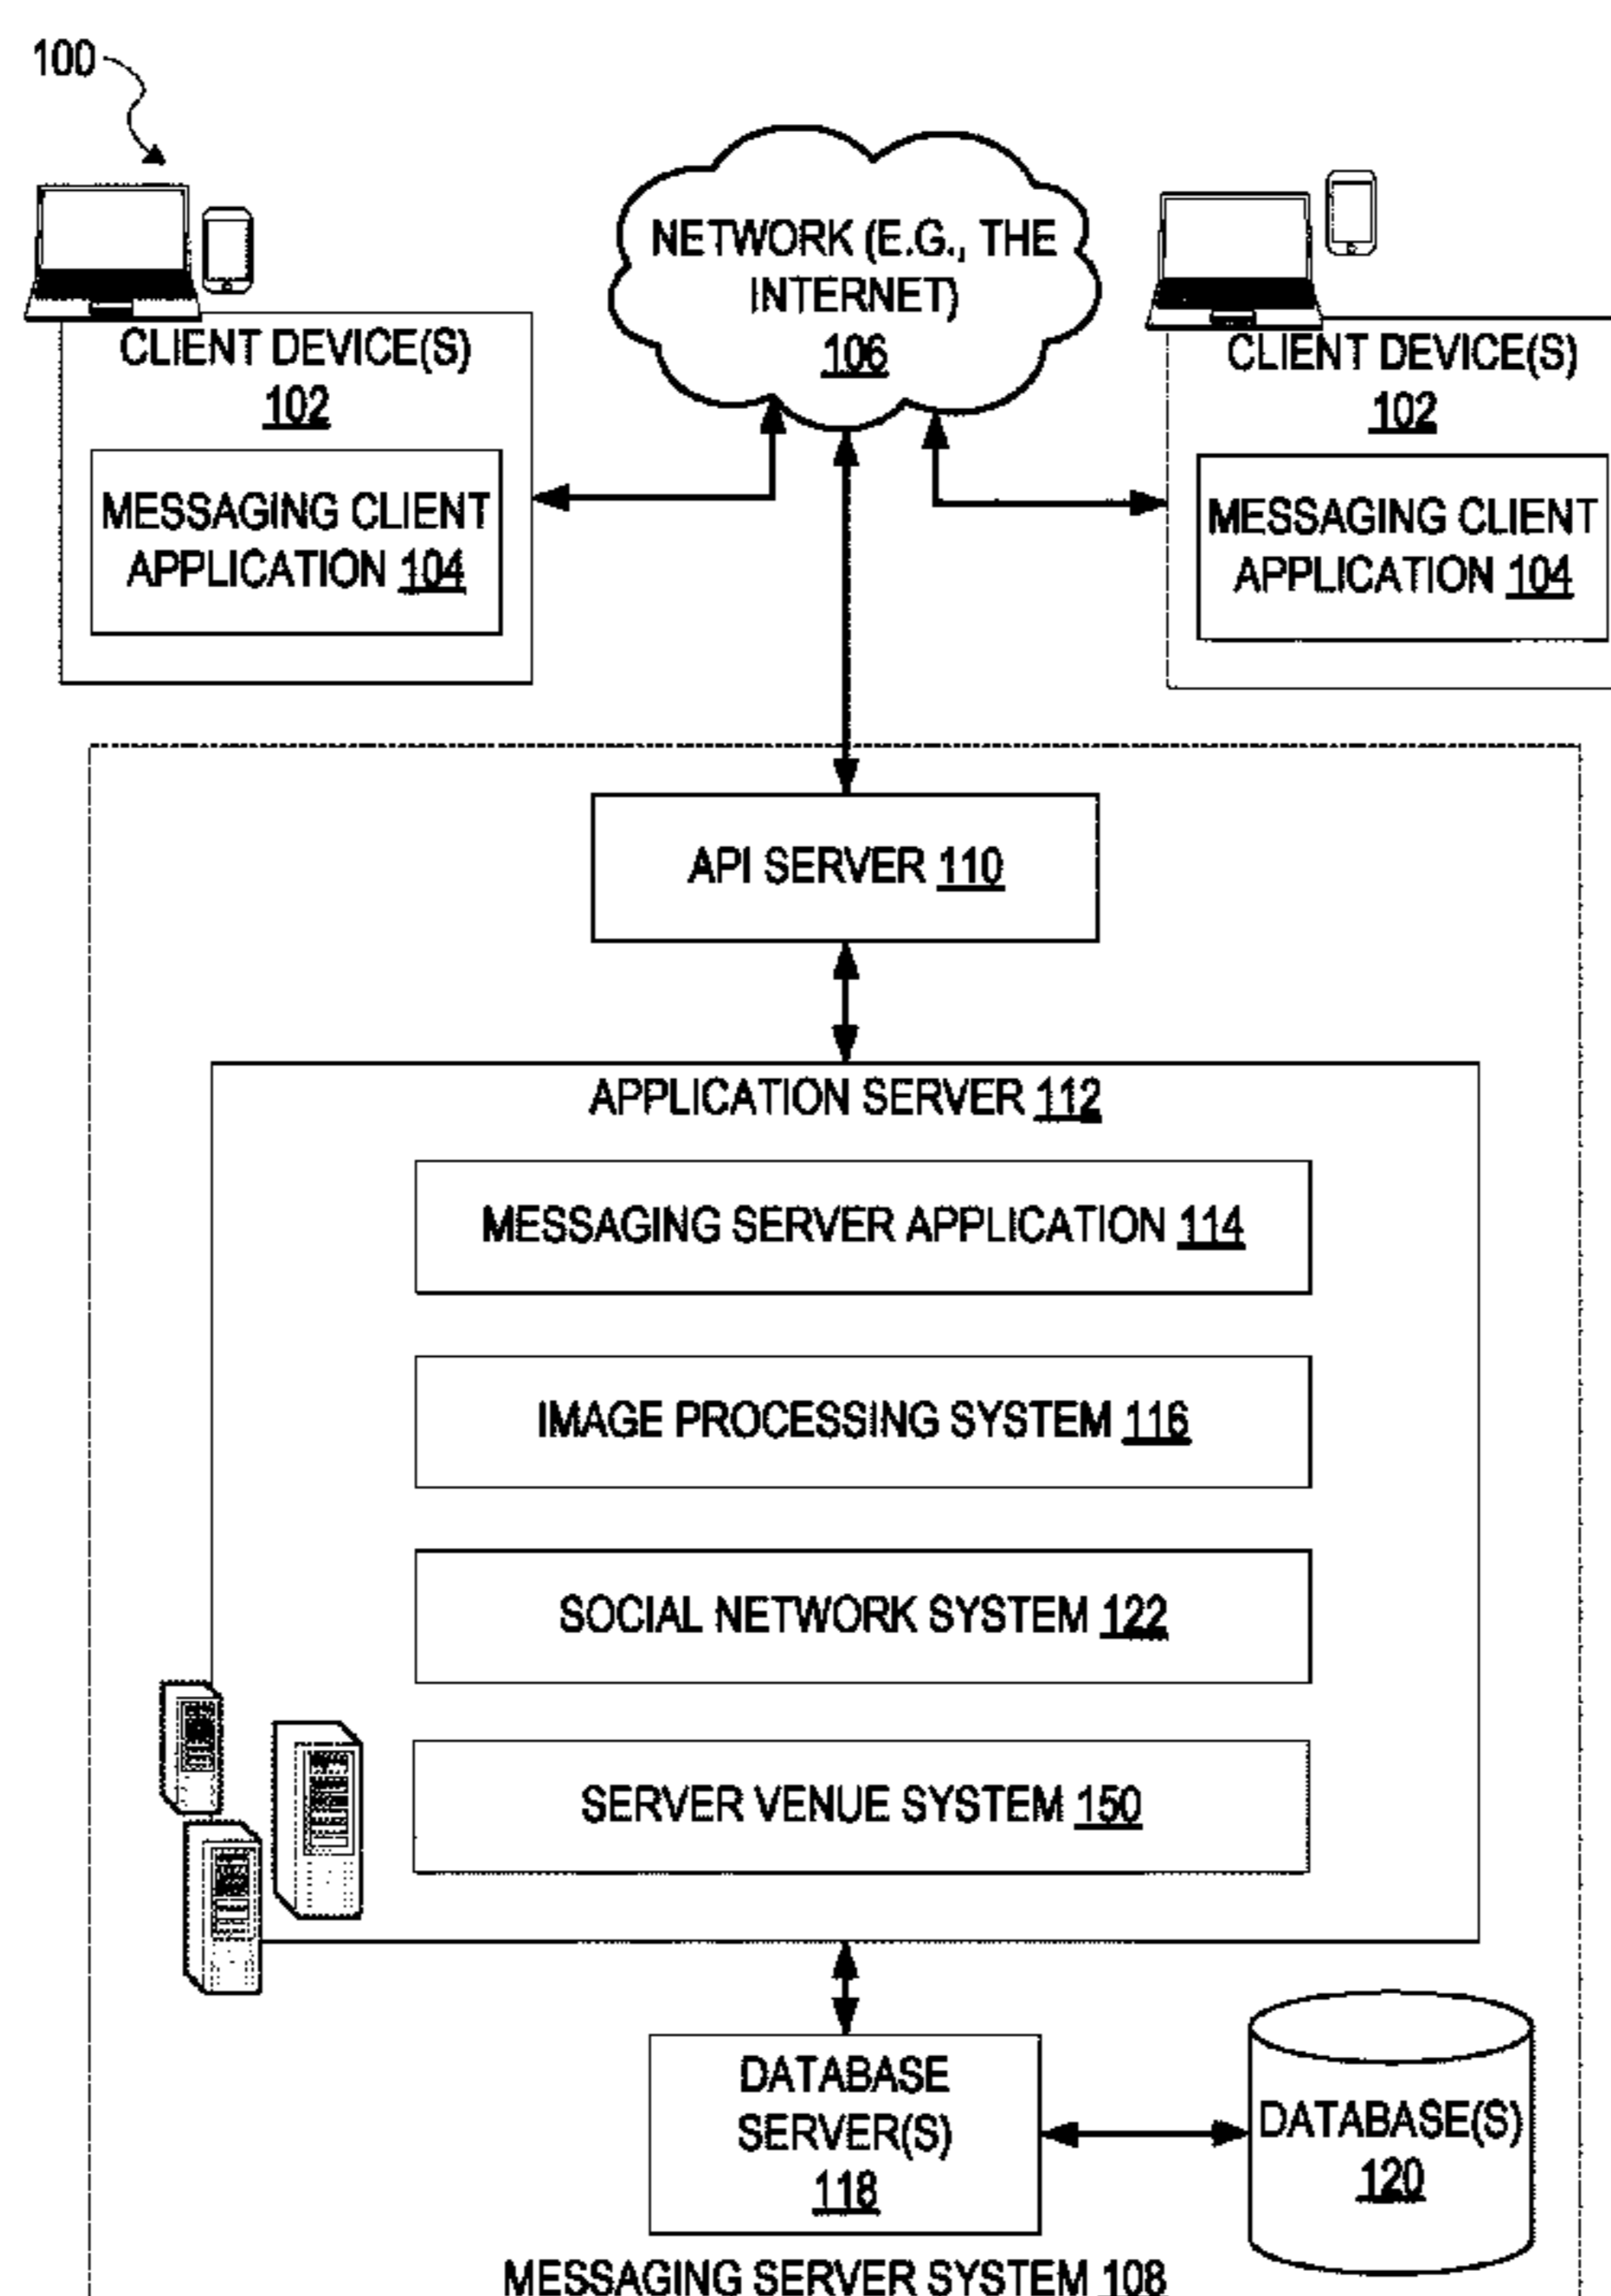 100
NETWORK (E.G., THE
INTERNET)
106
CLIENT DEVICE(S)
102
MESSAGING CLIENT
APPLICATION 104
CLIENT DEVICE(S)
102
MESSAGING CLIENT
APPLICATION 104
API SERVER 110
APPLICATION SERVER 112
MESSAGING SERVER APPLICATION 114
IMAGE PROCESSING SYSTEM 116
SOCIAL NETWORK SYSTEM 122
SERVER VENUE SYSTEM 150
DATABASE
SERVER(S)
118
DATABASE(S)
120
MESSAGING SERVER SYSTEM 108